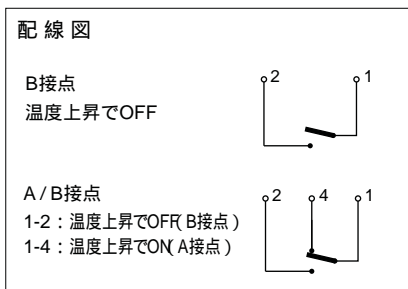 配線図
B接点
温度上昇でOFF
2 1
A / B接点
1-2 : 温度上昇でOFF( B接点 )
1-4 : 温度上昇でON( A接点 )
2 4 1